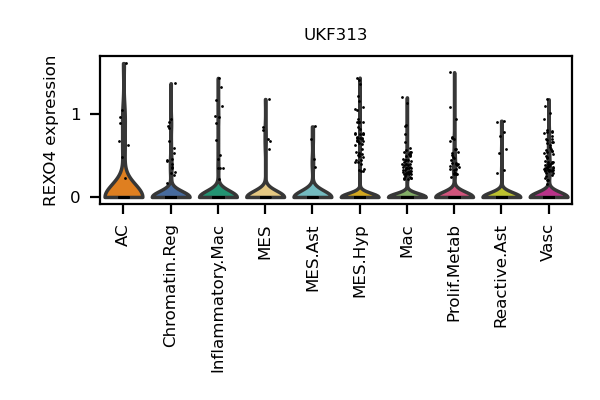 UKF313
REXO4 expression
1
0
AC
Chromatin.Reg
Inflammatory.Mac
MES
MES.Ast
MES.Hyp
Mac
Prolif.Metab
Reactive.Ast
Vasc